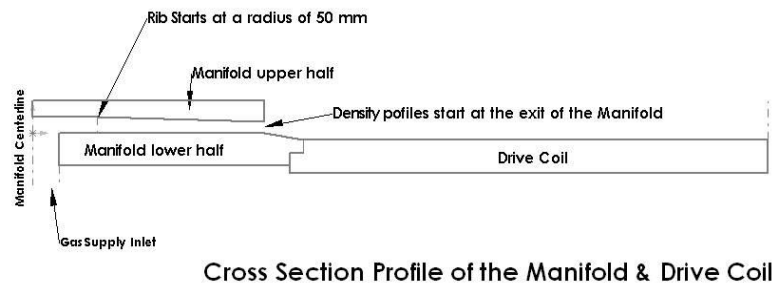 Rib Starts at a radius of 50 mm
Manifold upper half
Density pofiles start at the exit of the Manifold
Manifold Centerline
Manifold lower half
Drive Coil
Gas Supply Inlet
Cross Section Profile of the Manifold & Drive Coil